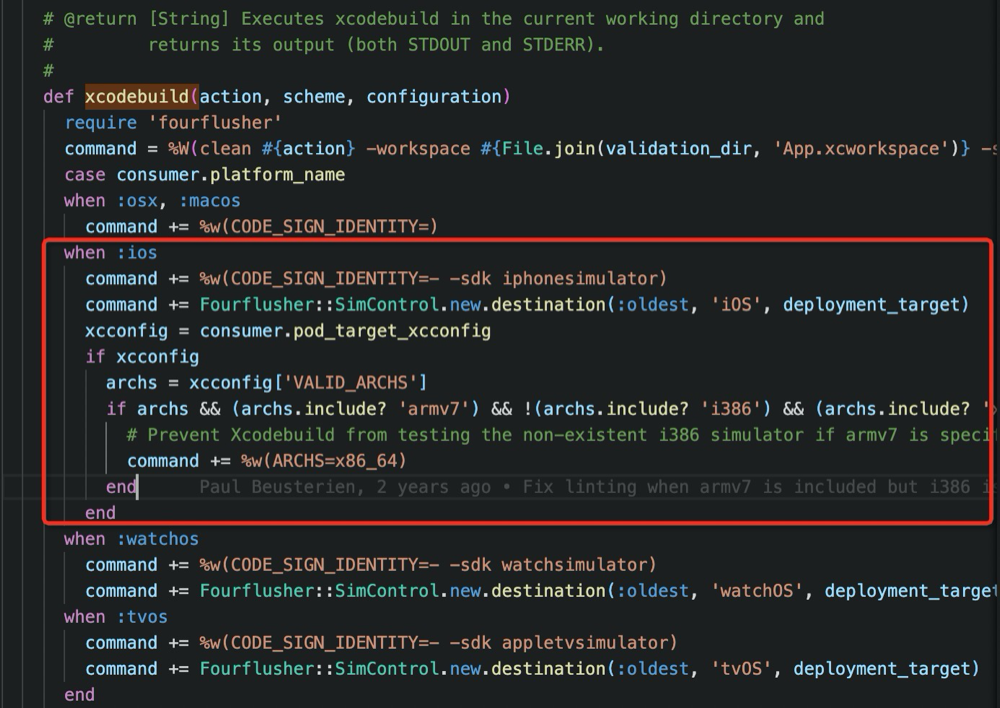 # @return [String] Executes xcodebuild in the current working directory and
#         returns its output (both STDOUT and STDERR).
#
def xcodebuild(action, scheme, configuration)
require 'fourflusher'
command = %W(clean #{action} -workspace #{File.join(validation_dir, 'App.xcworkspace')}
case consumer.platform_name
when :osx, :macos
command += %w(CODE_SIGN_IDENTITY=)
when :ios
command += %w(CODE_SIGN_IDENTITY=- -sdk iphonesimulator)
command += Fourflusher::SimControl.new.destination(:oldest, 'iOS', deployment_target)
xcconfig = consumer.pod_target_xcconfig
if xcconfig
archs = xcconfig['VALID_ARCHS']
if archs && (archs.include? 'armv7') && !(archs.include? 'i386') && (archs.include? '
# Prevent Xcodebuild from testing the non-existent i386 simulator if armv7 is speci
command += %w(ARCHS=x86_64)
end Paul Beusterien, 2 years ago • Fix linting when armv7 is included but i386
end
when :watchos
command += %w(CODE_SIGN_IDENTITY=- -sdk watchsimulator)
command += Fourflusher::SimControl.new.destination(:oldest, 'watchOS', deployment_targe
when :tvos
command += %w(CODE_SIGN_IDENTITY=- -sdk appletvsimulator)
command += Fourflusher::SimControl.new.destination(:oldest, 'tvOS', deployment_target)
end